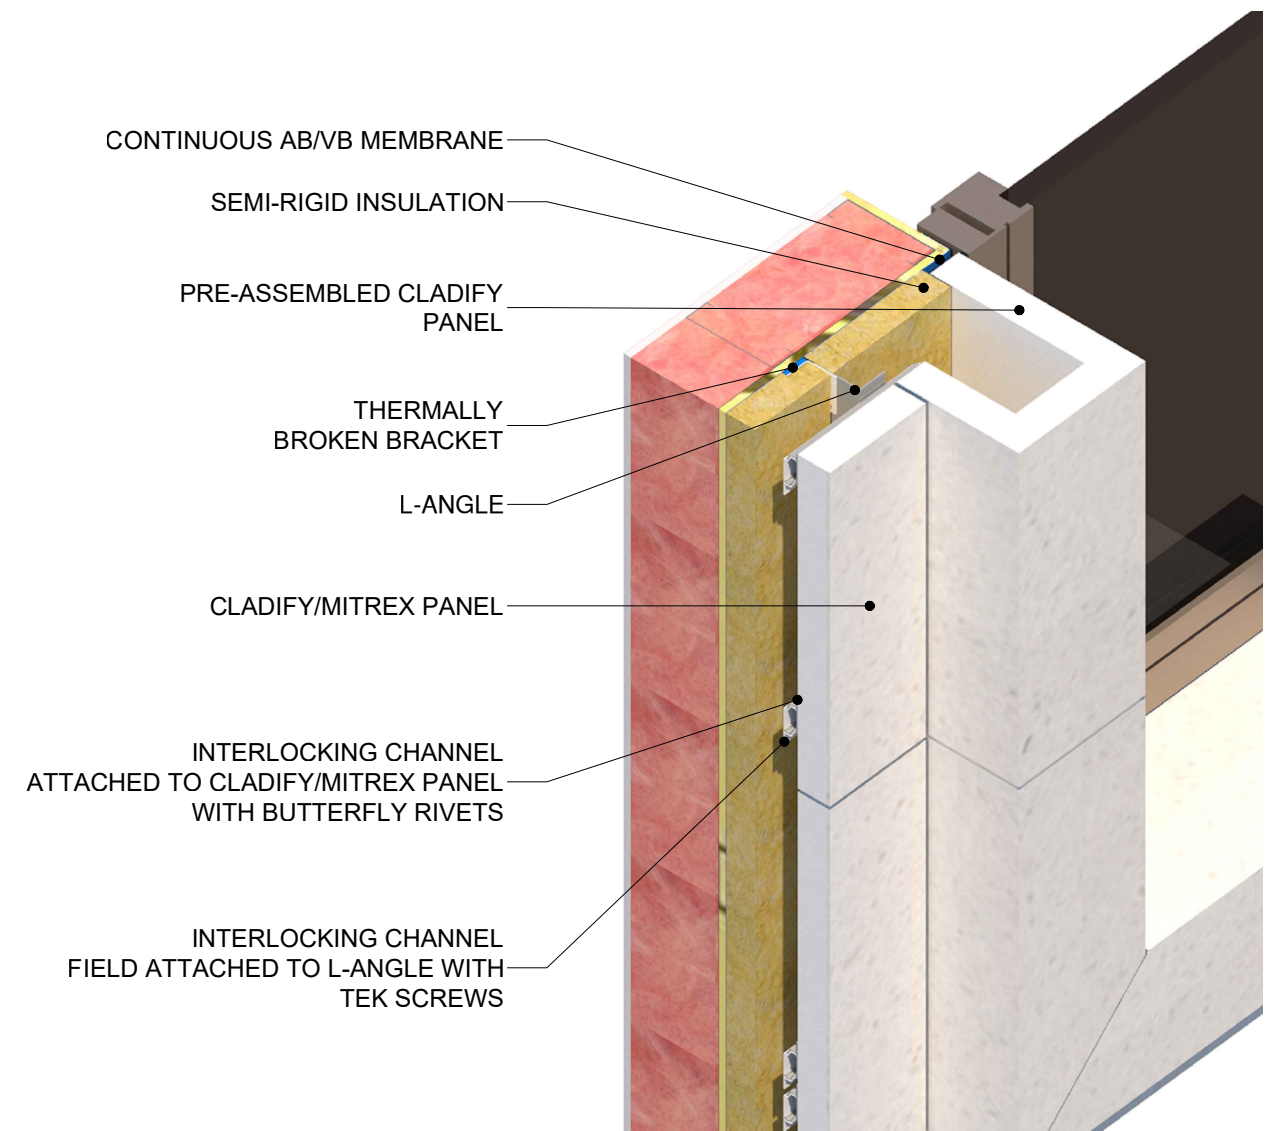 CONTINUOUS AB/VB MEMBRANE
SEMI-RIGID INSULATION
PRE-ASSEMBLED CLADIFY
PANEL
THERMALLY
BROKEN BRACKET
L-ANGLE
CLADIFY/MITREX PANEL
INTERLOCKING CHANNEL
ATTACHED TO CLADIFY/MITREX PANEL
WITH BUTTERFLY RIVETS
INTERLOCKING CHANNEL
FIELD ATTACHED TO L-ANGLE WITH
TEK SCREWS